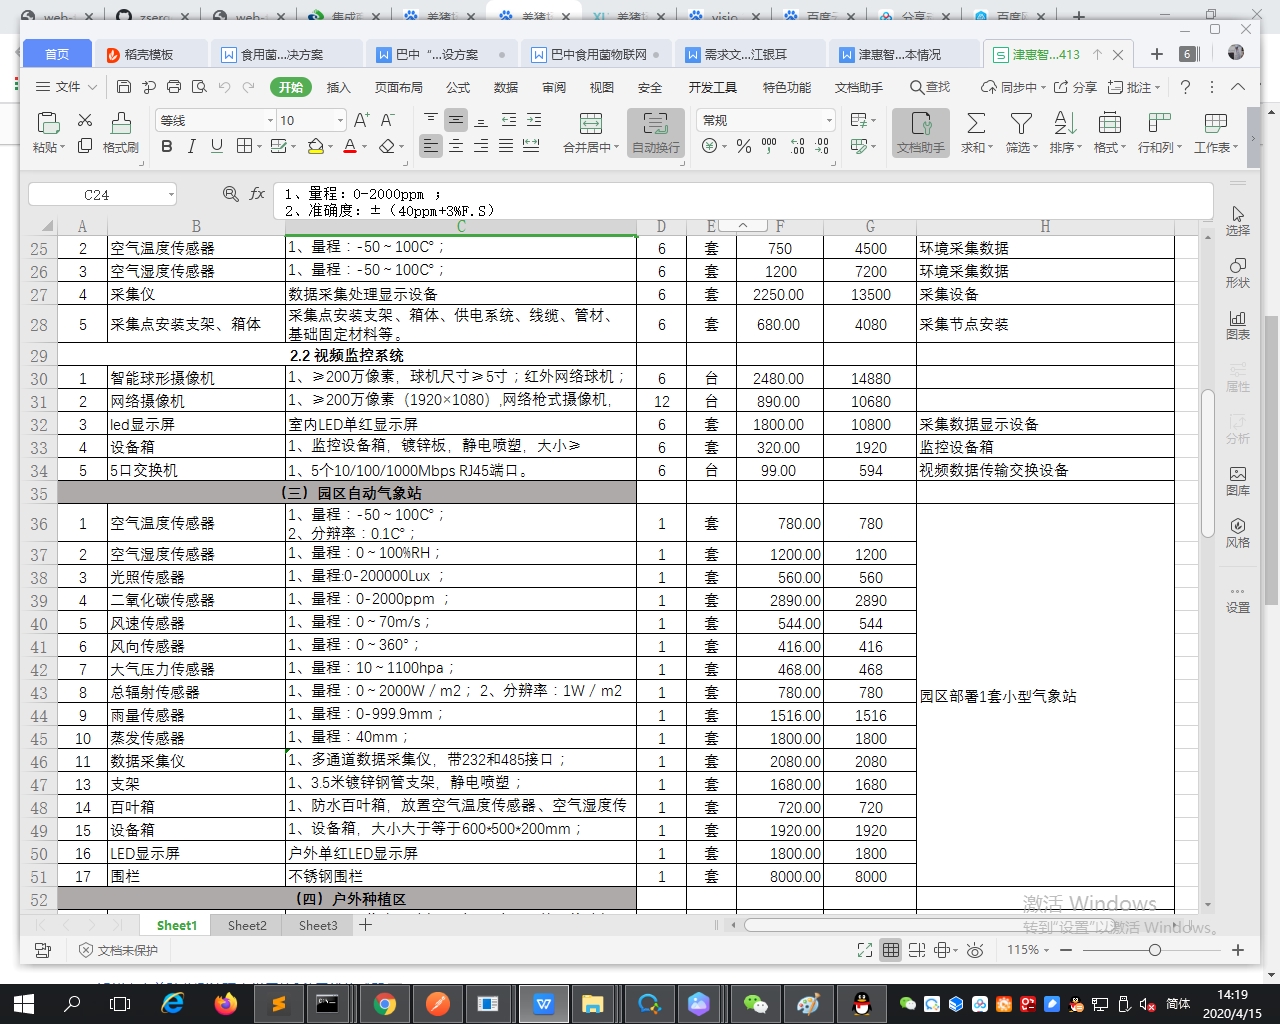 首页
稻壳模板
食用菌...决方案
巴中“...设方案
巴中食用菌物联网
需求文...江银耳
津惠智...本情况
津惠智...413
6
文件
开始
插入
页面布局
公式
数据
审阅
视图
安全
开发工具
特色功能
文档助手
查找
同步中
分享
批注
粘贴
格式刷
等线
10
合并居中
自动换行
常规
文档助手
求和
筛选
排序
格式
行和列
工作表
C24
fx
1、量程：0-2000ppm ；
2、准确度：±（40ppm+3%F.S）
A B C D E F G H
25 2 空气温度传感器 1、量程：-50～100C°； 6 套 750 4500 环境采集数据
26 3 空气湿度传感器 1、量程：-50～100C°； 6 套 1200 7200 环境采集数据
27 4 采集仪 数据采集处理显示设备 6 套 2250.00 13500 采集设备
28 5 采集点安装支架、箱体 采集点安装支架、箱体、供电系统、线缆、管材、 6 套 680.00 4080 采集节点安装
基础固定材料等。
29 2.2 视频监控系统
30 1 智能球形摄像机 1、≥200万像素，球机尺寸≥5寸；红外网络球机； 6 台 2480.00 14880
31 2 网络摄像机 1、≥200万像素（1920×1080）,网络枪式摄像机， 12 台 890.00 10680
32 3 led显示屏 室内LED单红显示屏 6 套 1800.00 10800 采集数据显示设备
33 4 设备箱 1、监控设备箱，镀锌板，静电喷塑，大小≥ 6 套 320.00 1920 监控设备箱
34 5 5口交换机 1、5个10/100/1000Mbps RJ45端口。 6 台 99.00 594 视频数据传输交换设备
35 （三）园区自动气象站
36 1 空气温度传感器 1、量程：-50～100C°； 1 套 780.00 780
2、分辩率：0.1C°；
37 2 空气湿度传感器 1、量程：0～100%RH； 1 套 1200.00 1200
38 3 光照传感器 1、量程:0-200000Lux ； 1 套 560.00 560
39 4 二氧化碳传感器 1、量程：0-2000ppm ； 1 套 2890.00 2890
40 5 风速传感器 1、量程：0～70m/s； 1 套 544.00 544
41 6 风向传感器 1、量程：0～360°； 1 套 416.00 416
42 7 大气压力传感器 1、量程：10～1100hpa； 1 套 468.00 468
43 8 总辐射传感器 1、量程：0～2000W／m2； 2、分辨率：1W／m2 1 套 780.00 780 园区部署1套小型气象站
44 9 雨量传感器 1、量程：0-999.9mm； 1 套 1516.00 1516
45 10 蒸发传感器 1、量程：40mm； 1 套 1800.00 1800
46 11 数据采集仪 1、多通道数据采集仪，带232和485接口； 1 套 2080.00 2080
47 13 支架 1、3.5米镀锌钢管支架，静电喷塑； 1 套 1680.00 1680
48 14 百叶箱 1、防水百叶箱，放置空气温度传感器、空气湿度传 1 套 720.00 720
49 15 设备箱 1、设备箱，大小大于等于600*500*200mm； 1 套 1920.00 1920
50 16 LED显示屏 户外单红LED显示屏 1 套 1800.00 1800
51 17 围栏 不锈钢围栏 1 套 8000.00 8000
52 （四）户外种植区
选择
形状
图表
属性
分析
图库
风格
设置
激活 Windows
转到“设置”以激活 Windows。
Sheet1 Sheet2 Sheet3
文档未保护
115%
简体
14:19
2020/4/15